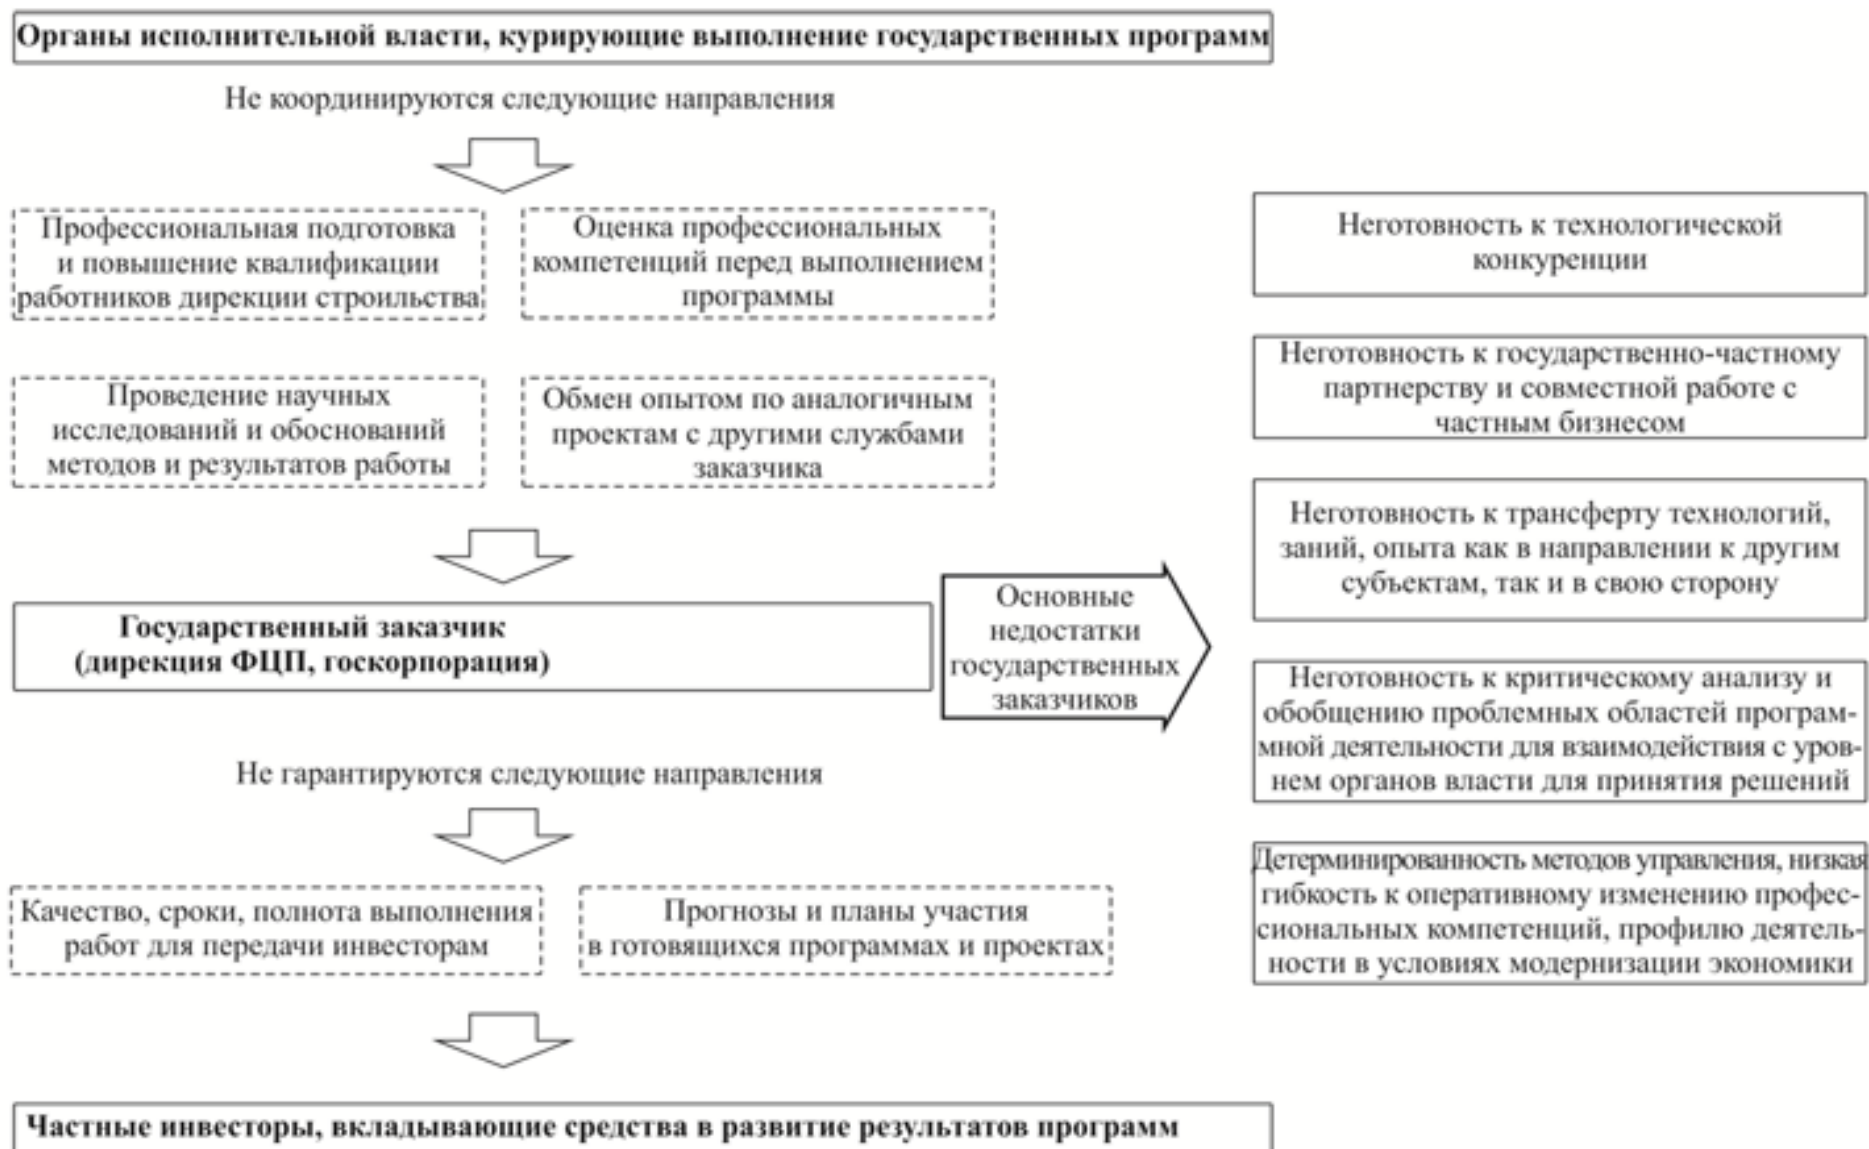 Органы исполнительной власти, курирующие выполнение государственных программ
Не координируются следующие направления
Профессиональная подготовка
и повышение квалификации
работников дирекции строильства
Оценка профессиональных
компетенций перед выполнением
программы
Проведение научных
исследований и обоснований
методов и результатов работы
Обмен опытом по аналогичным
проектам с другими службами
заказчика
Государственный заказчик
(дирекция ФЦП, госкорпорация)
Основные
недостатки
государственных
заказчиков
Неготовность к технологической
конкуренции
Неготовность к государственно-частному
партнерству и совместной работе с
частным бизнесом
Неготовность к трансферту технологий,
заний, опыта как в направлении к другим
субъектам, так и в свою сторону
Неготовность к критическому анализу и
обобщению проблемных областей програм-
мной деятельности для взаимодействия с уров-
нем органов власти для принятия решений
Детерминированность методов управления, низкая
гибкость к оперативному изменению профес-
сиональных компетенций, профилю деятель-
ности в условиях модернизации экономики
Не гарантируются следующие направления
Качество, сроки, полнота выполнения
работ для передачи инвесторам
Прогнозы и планы участия
в готовящихся программах и проектах
Частные инвесторы, вкладывающие средства в развитие результатов программ